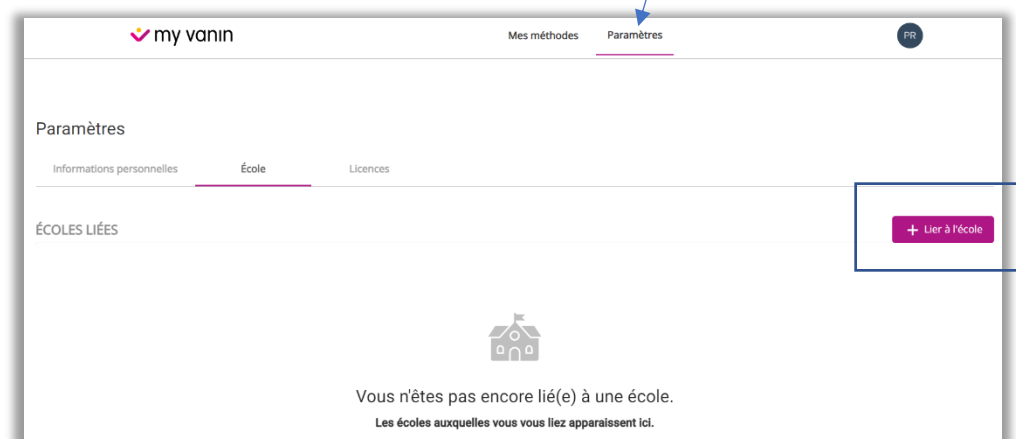 my vanin
Mes méthodes Paramètres
PR
Paramètres
Informations personnelles École Licences
ÉCOLES LIÉES
+ Lier à l'école
Vous n'êtes pas encore lié(e) à une école.
Les écoles auxquelles vous vous liez apparaissent ici.